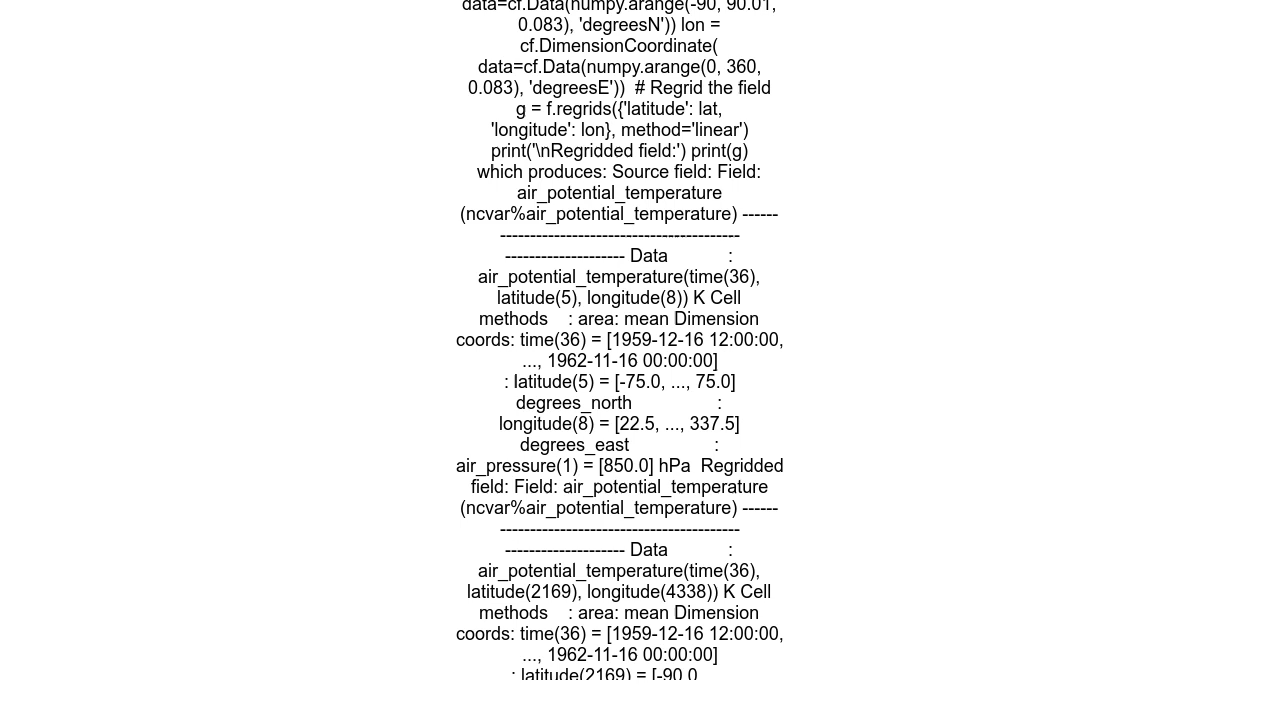 data=cf.Data(numpy.arange(-90, 90.01,
0.083), 'degreesN')) lon =
cf.DimensionCoordinate(
data=cf.Data(numpy.arange(0, 360,
0.083), 'degreesE'))  # Regrid the field
g = f.regrids({'latitude': lat,
'longitude': lon}, method='linear')
print('\nRegridded field:') print(g)
which produces: Source field: Field:
air_potential_temperature
(ncvar%air_potential_temperature) ------
----------------------------------------
-------------------- Data            :
air_potential_temperature(time(36),
latitude(5), longitude(8)) K Cell
methods    : area: mean Dimension
coords: time(36) = [1959-12-16 12:00:00,
..., 1962-11-16 00:00:00]
: latitude(5) = [-75.0, ..., 75.0]
degrees_north                 :
longitude(8) = [22.5, ..., 337.5]
degrees_east                 :
air_pressure(1) = [850.0] hPa  Regridded
field: Field: air_potential_temperature
(ncvar%air_potential_temperature) ------
----------------------------------------
-------------------- Data            :
air_potential_temperature(time(36),
latitude(2169), longitude(4338)) K Cell
methods    : area: mean Dimension
coords: time(36) = [1959-12-16 12:00:00,
..., 1962-11-16 00:00:00]
: latitude(2169) = [-90.0